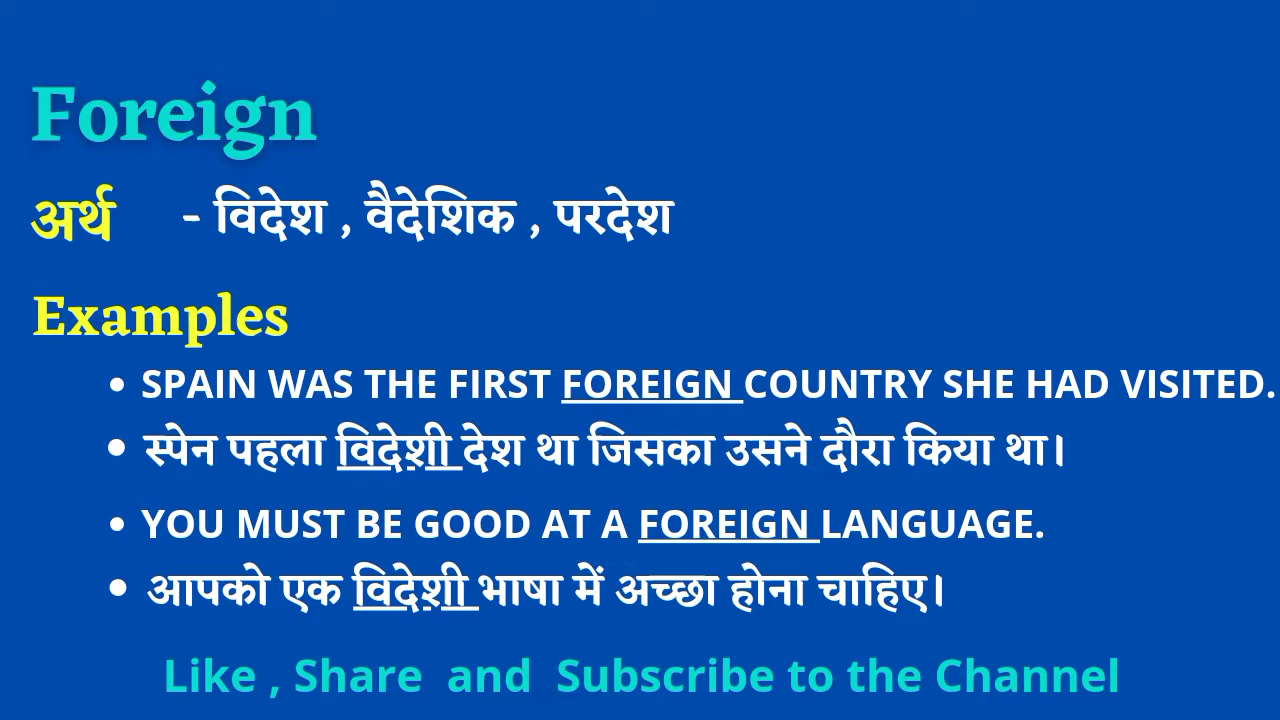 Foreign
अर्थ - विदेश , वैदेशिक , परदेश
Examples
• SPAIN WAS THE FIRST FOREIGN COUNTRY SHE HAD VISITED.
• स्पेन पहला विदेशी देश था जिसका उसने दौरा किया था।
• YOU MUST BE GOOD AT A FOREIGN LANGUAGE.
• आपको एक विदेशी भाषा में अच्छा होना चाहिए।
Like , Share and Subscribe to the Channel